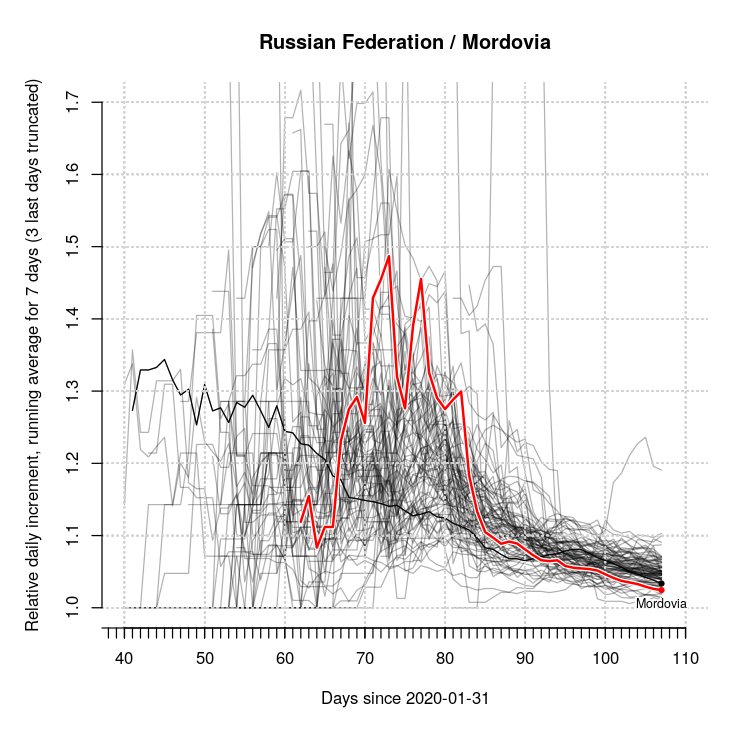 Russian Federation / Mordovia
Relative daily increment, running average for 7 days (3 last days truncated)
1.7
1.6
1.5
1.4
1.3
1.2
1.1
1.0
Mordovia
40 50 60 70 80 90 100 110
Days since 2020-01-31